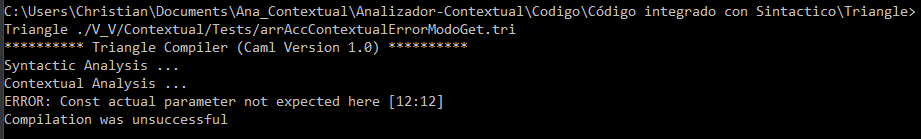 C:\Users\Christian\Documents\Ana_Contextual\Analizador-Contextual\Codigo\Código integrado con Sintactico\Triangle>
Triangle ./V_V/Contextual/Tests/arrAccContextualErrorModoGet.tri
********** Triangle Compiler (Caml Version 1.0) **********
Syntactic Analysis ...
Contextual Analysis ...
ERROR: Const actual parameter not expected here [12:12]
Compilation was unsuccessful